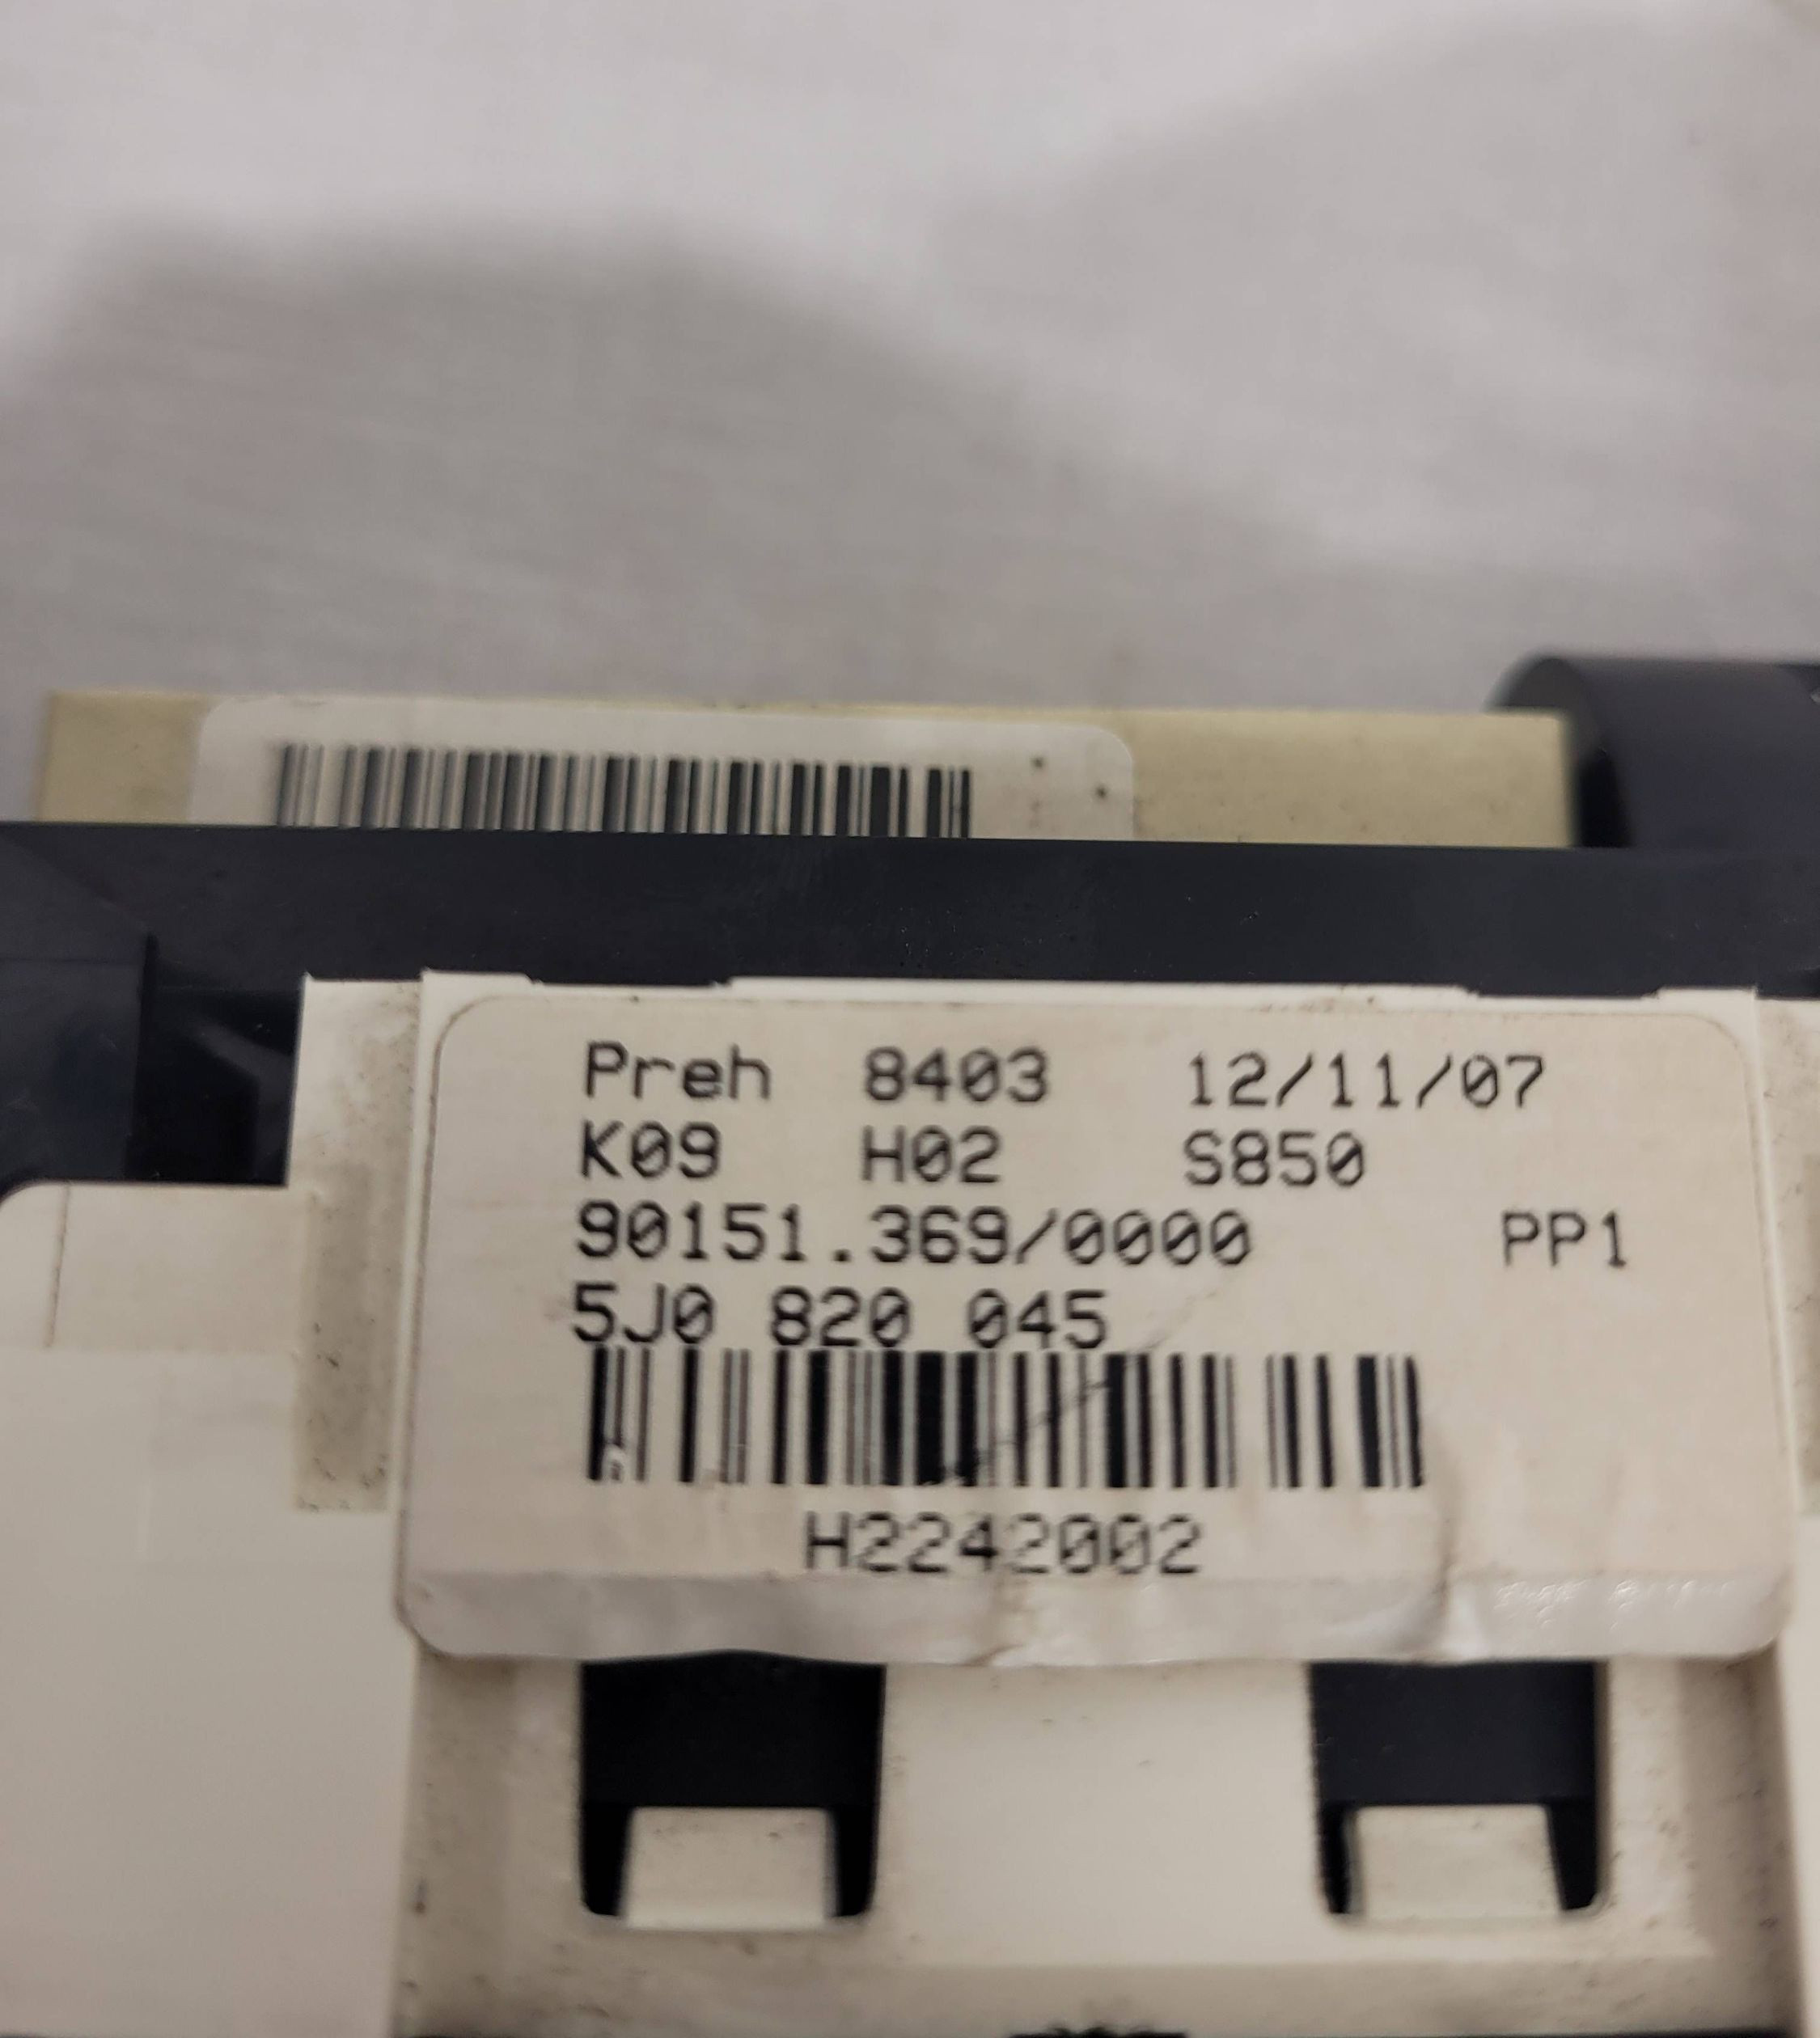 Preh 8403 12/11/07
K09 H02 S850
90151.369/0000 PP1
5J0 820 045
H2242002